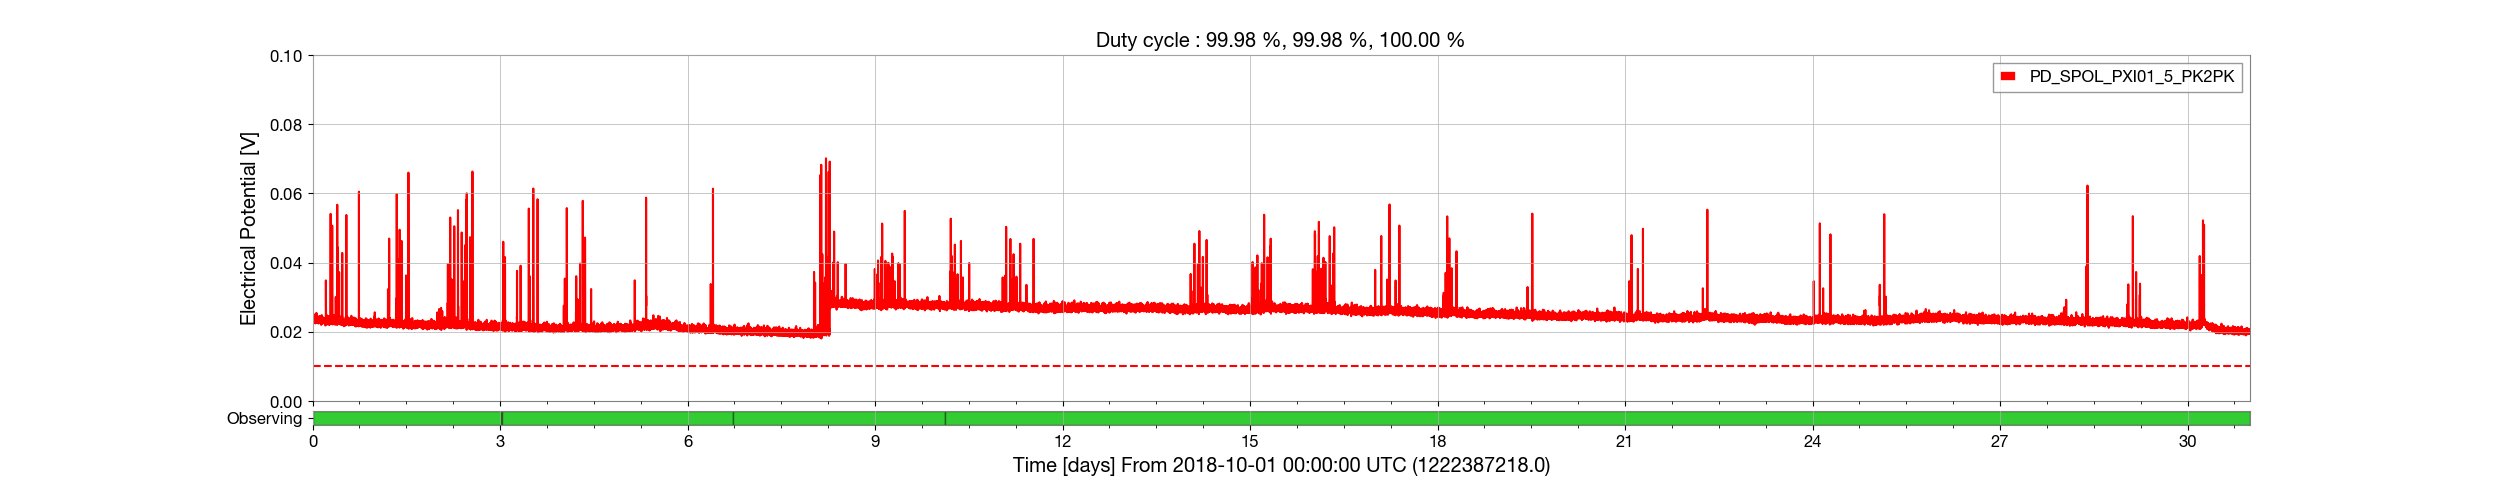 Duty cycle : 99.98 %, 99.98 %, 100.00 %
0.10
0.08
0.06
0.04
0.02
0.00
Electrical Potential [V]
PD_SPOL_PXI01_5_PK2PK
Observing
0 3 6 9 12 15 18 21 24 27 30
Time [days] From 2018-10-01 00:00:00 UTC (1222387218.0)